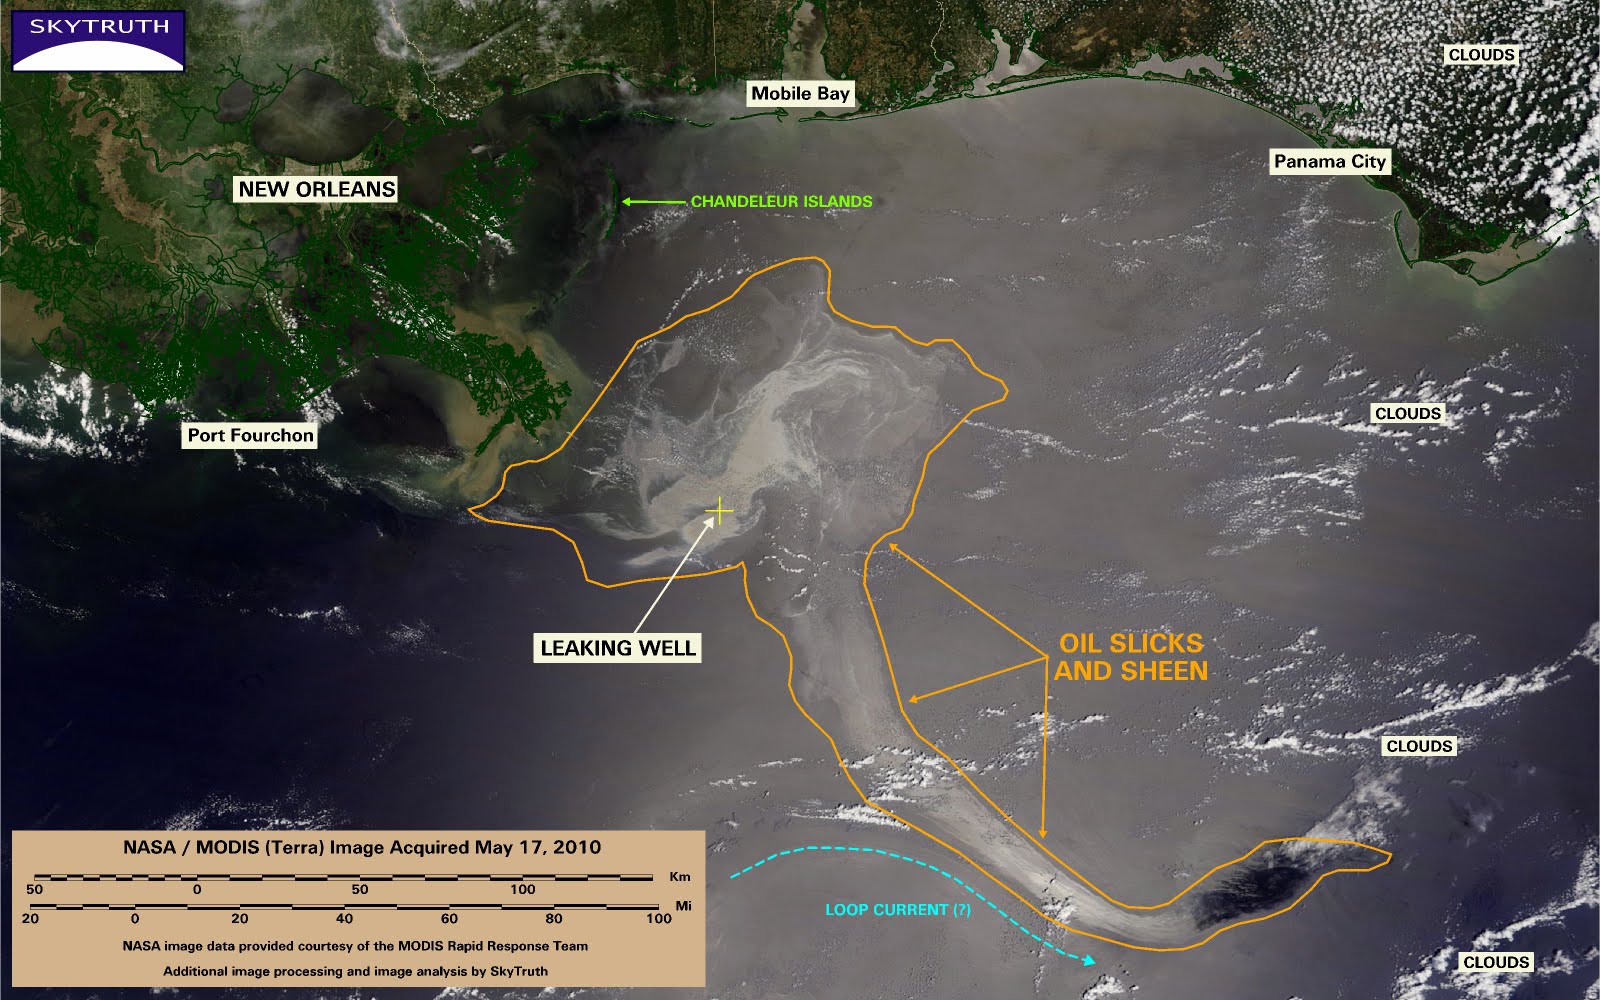 SKYTRUTH
CLOUDS
Mobile Bay
Panama City
NEW ORLEANS
CHANDELEUR ISLANDS
CLOUDS
Port Fourchon
LEAKING WELL
OIL SLICKS
AND SHEEN
CLOUDS
NASA / MODIS (Terra) Image Acquired May 17, 2010
Km
50 0 50 100
Mi
20 0 20 40 60 80 100
NASA image data provided courtesy of the MODIS Rapid Response Team
Additional image processing and image analysis by SkyTruth
LOOP CURRENT (?)
CLOUDS